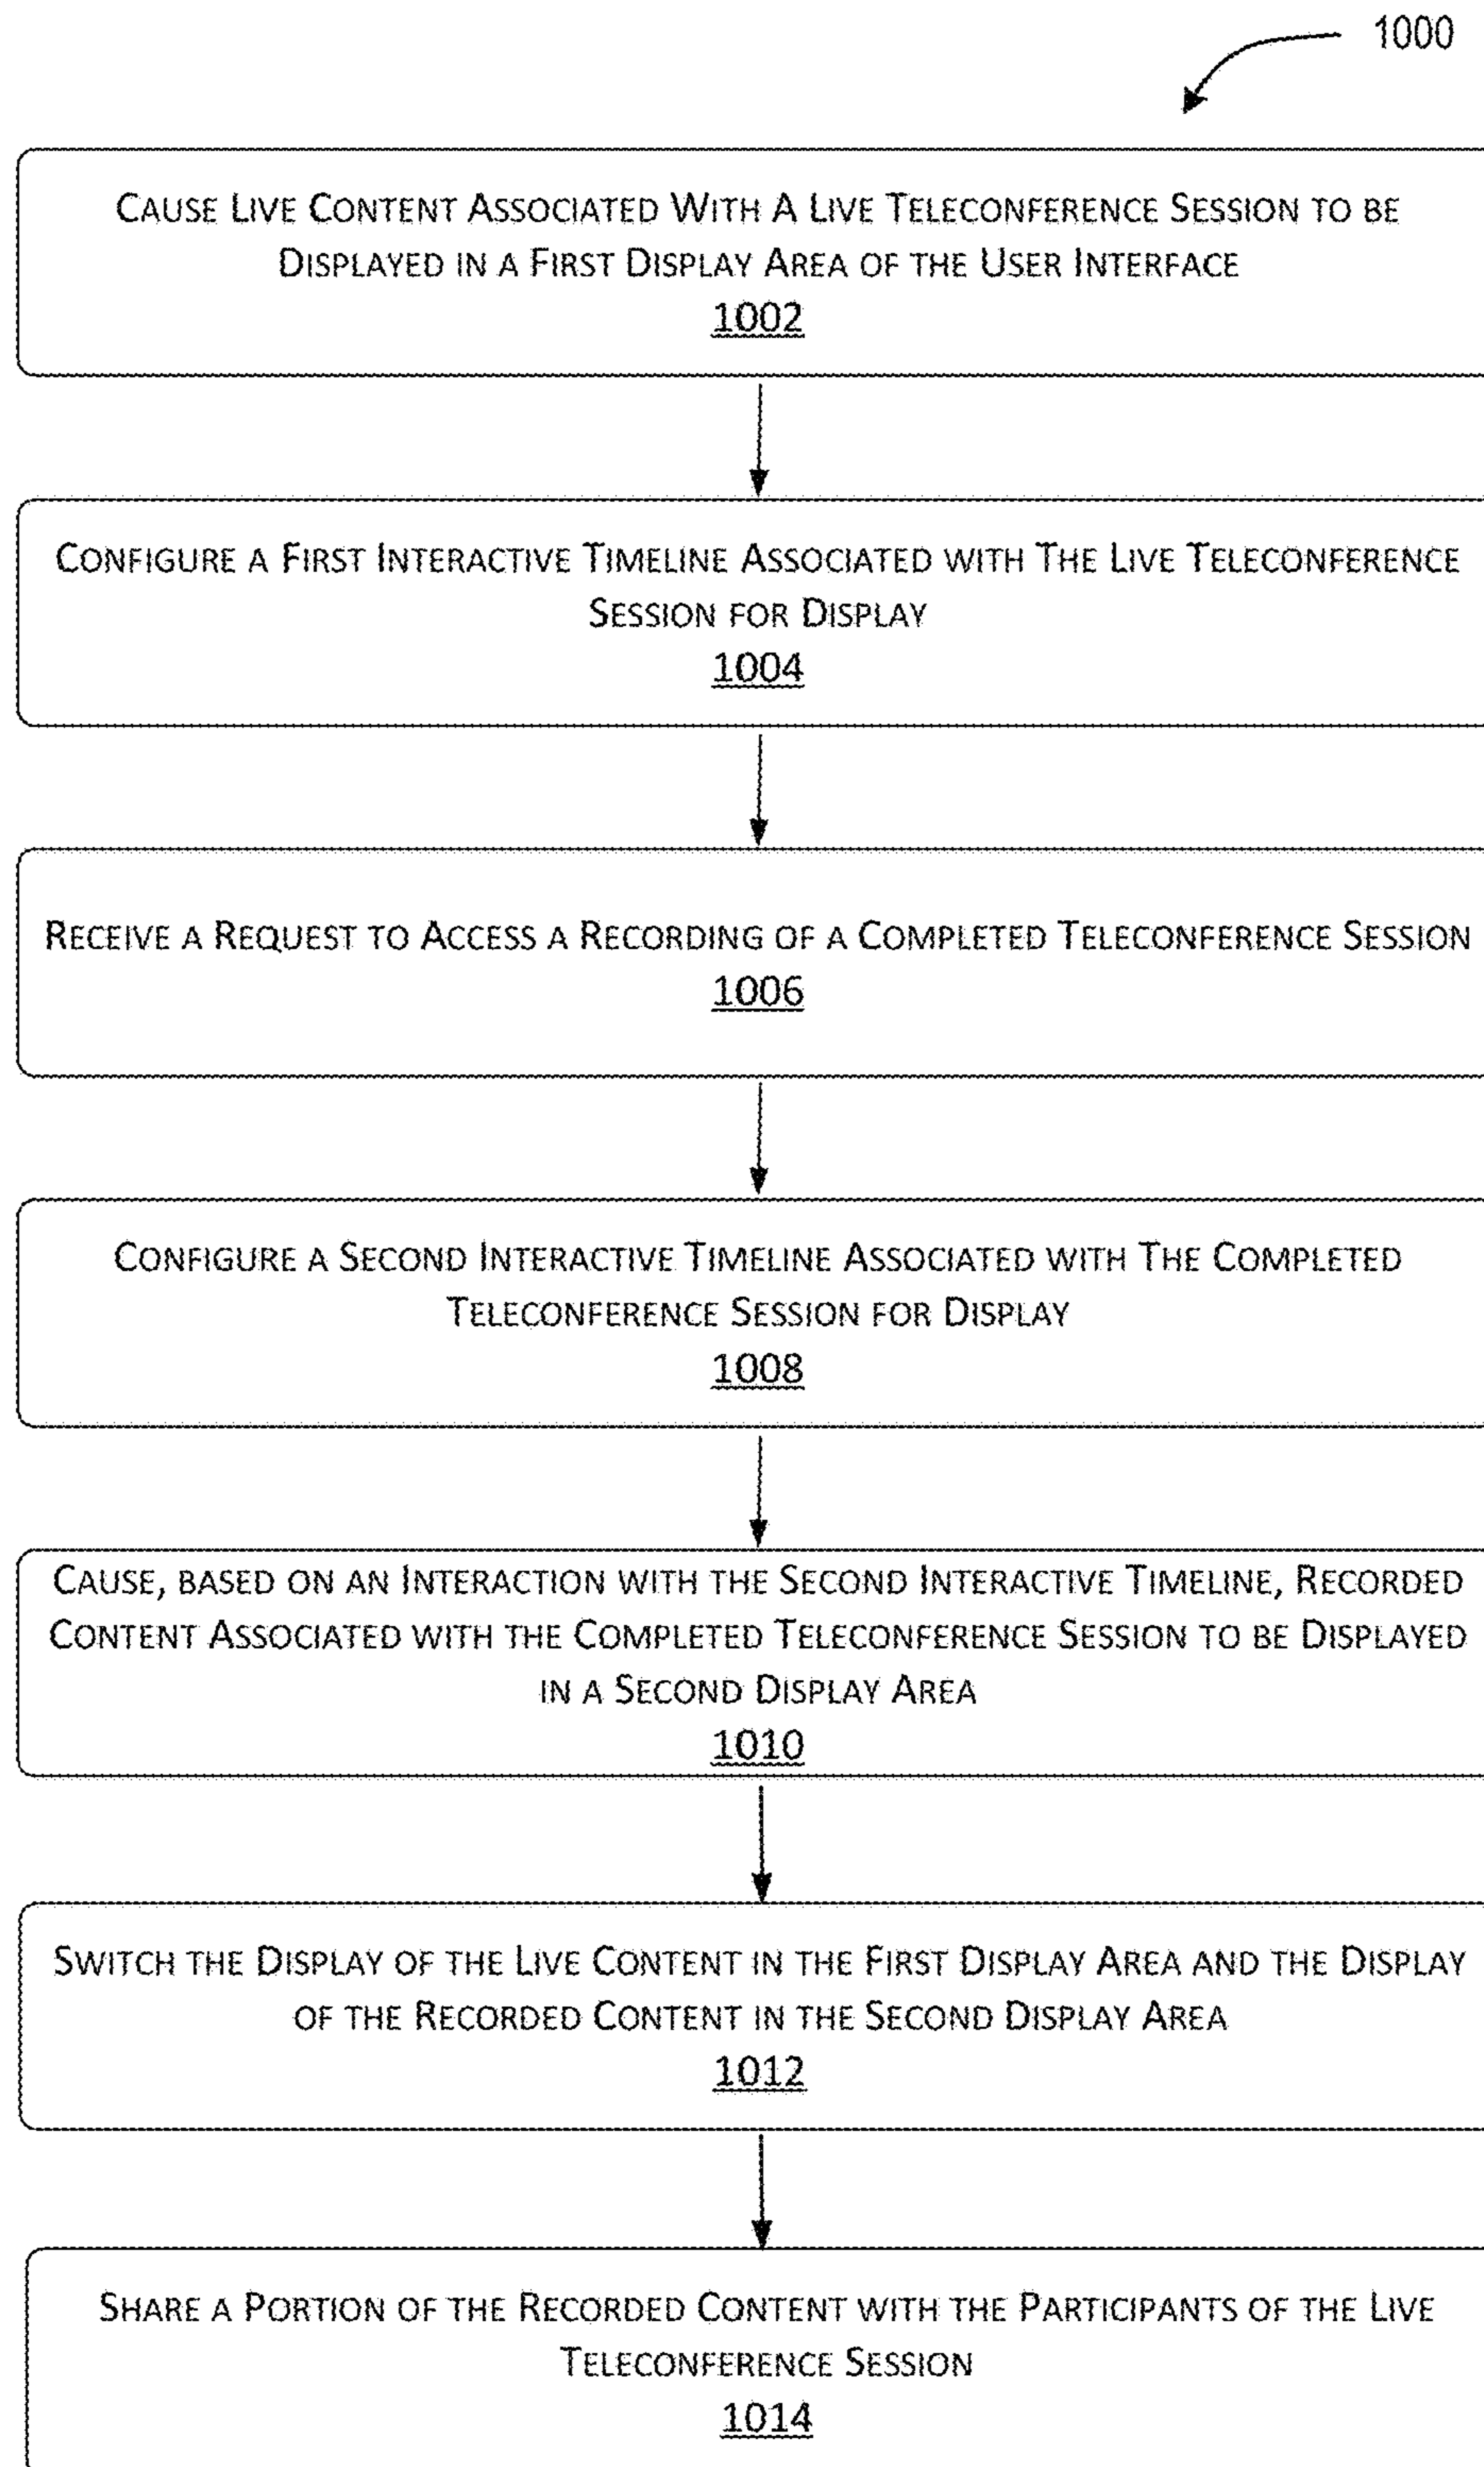 1000
CAUSE LIVE CONTENT ASSOCIATED WITH A LIVE TELECONFERENCE SESSION TO BE
DISPLAYED IN A FIRST DISPLAY AREA OF THE USER INTERFACE
1002
CONFIGURE A FIRST INTERACTIVE TIMELINE ASSOCIATED WITH THE LIVE TELECONFERENCE
SESSION FOR DISPLAY
1004
RECEIVE A REQUEST TO ACCESS A RECORDING OF A COMPLETED TELECONFERENCE SESSION
1006
CONFIGURE A SECOND INTERACTIVE TIMELINE ASSOCIATED WITH THE COMPLETED
TELECONFERENCE SESSION FOR DISPLAY
1008
CAUSE, BASED ON AN INTERACTION WITH THE SECOND INTERACTIVE TIMELINE, RECORDED
CONTENT ASSOCIATED WITH THE COMPLETED TELECONFERENCE SESSION TO BE DISPLAYED
IN A SECOND DISPLAY AREA
1010
SWITCH THE DISPLAY OF THE LIVE CONTENT IN THE FIRST DISPLAY AREA AND THE DISPLAY
OF THE RECORDED CONTENT IN THE SECOND DISPLAY AREA
1012
SHARE A PORTION OF THE RECORDED CONTENT WITH THE PARTICIPANTS OF THE LIVE
TELECONFERENCE SESSION
1014